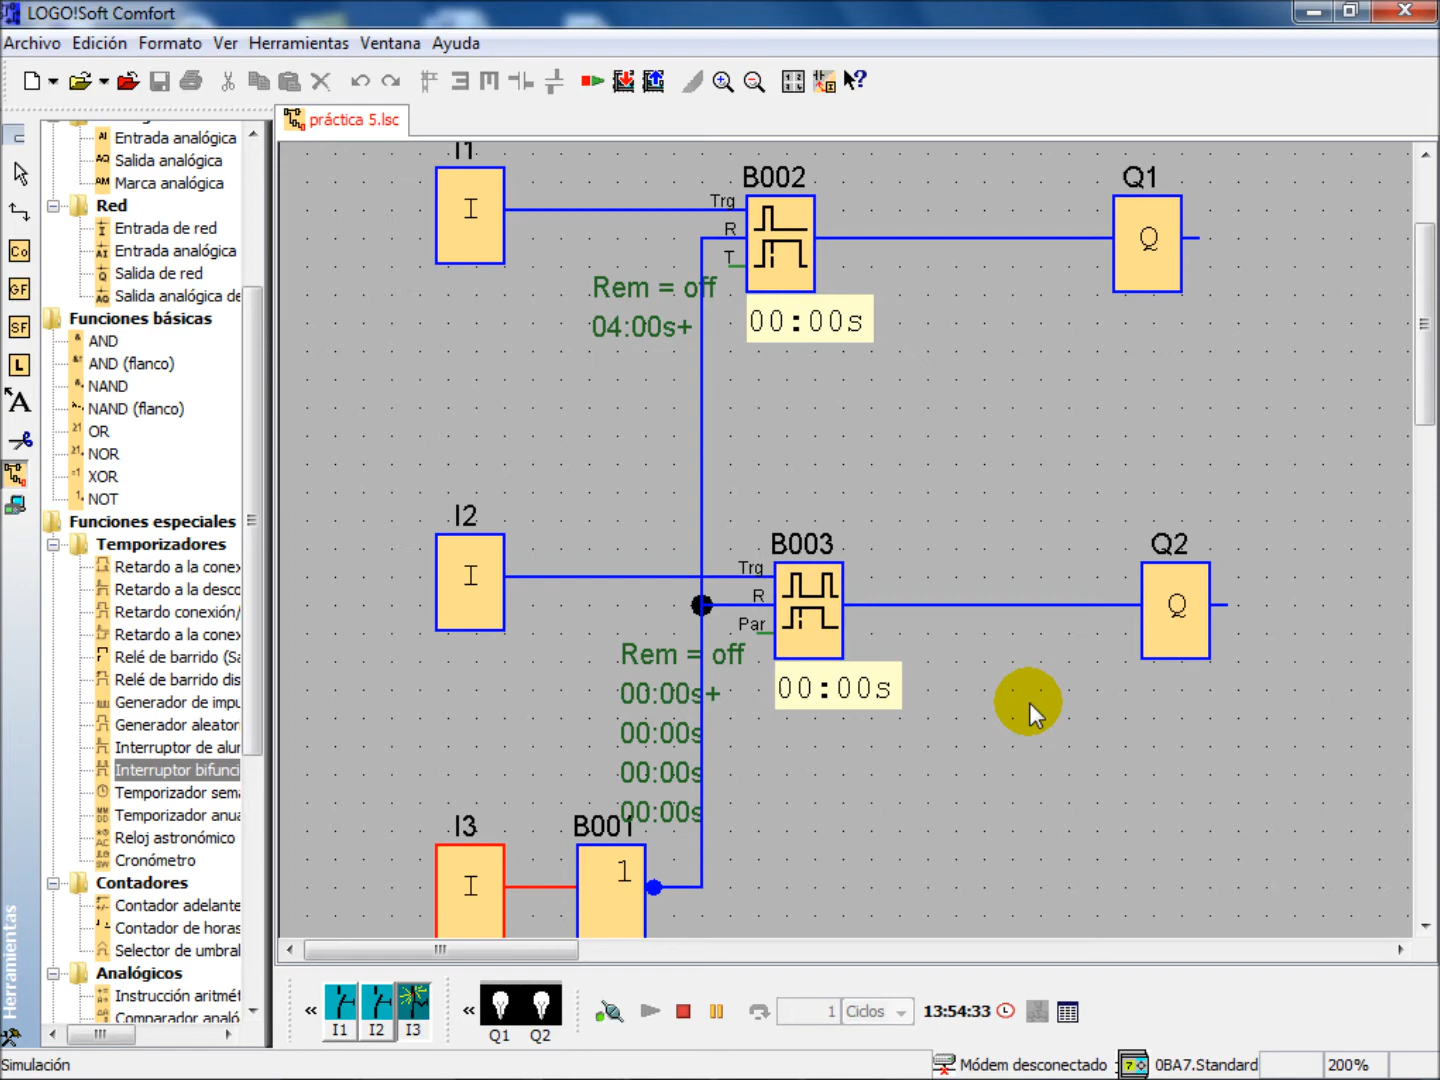 LOGO!Soft Comfort
Archivo Edición Formato Ver Herramientas Ventana Ayuda
práctica 5.lsc
Entrada analógica
Salida analógica
Marca analógica
Red
Entrada de red
Entrada analógica
Salida de red
Salida analógica de
Funciones básicas
AND
AND (flanco)
NAND
NAND (flanco)
OR
NOR
XOR
NOT
Funciones especiales
Temporizadores
Retardo a la conex
Retardo a la desco
Retardo conexión/
Retardo a la conex
Relé de barrido (Sa
Relé de barrido dis
Generador de impu
Generador aleator
Interruptor de alur
Interruptor bifunci
Temporizador sema
Temporizador anua
Reloj astronómico
Cronómetro
Contadores
Contador adelante
Contador de horas
Selector de umbral
Analógicos
Instrucción aritmét
Comparador analó
Co
GF
SF
L
A
Herramientas
I1
I
B002
Trg
R
T
Rem = off
04:00s+
00:00s
Q1
Q
I2
I
B003
Trg
R
Par
Rem = off
00:00s+
00:00s
00:00s
00:00s
00:00s
Q2
Q
I3
I
B001
1
I1 I2 I3
Q1 Q2
1 Ciclos
13:54:33
Simulación
Módem desconectado
0BA7.Standard
200%